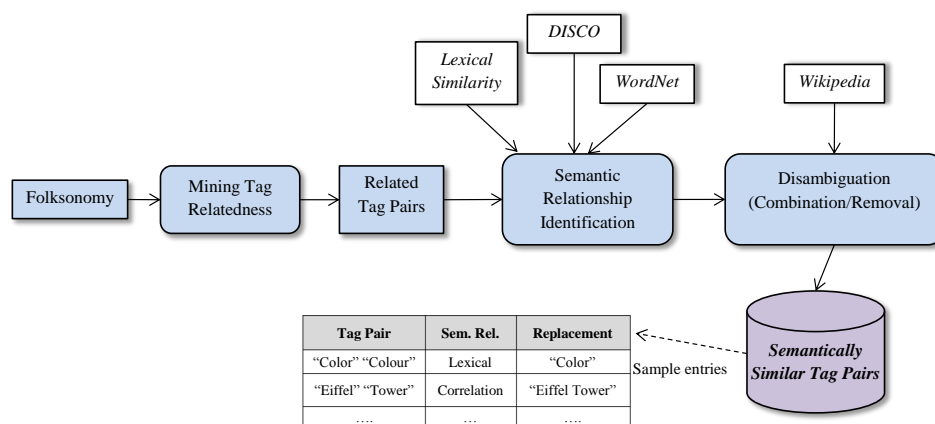 DISCO
Lexical
Similarity
WordNet
Wikipedia
Folksonomy
Mining Tag
Relatedness
Related
Tag Pairs
Semantic
Relationship
Identification
Disambiguation
(Combination/Removal)
Semantically
Similar Tag Pairs
Sample entries
Tag Pair Sem. Rel. Replacement
“Color” “Colour” Lexical “Color”
“Eiffel” “Tower” Correlation “Eiffel Tower”
…. … ….